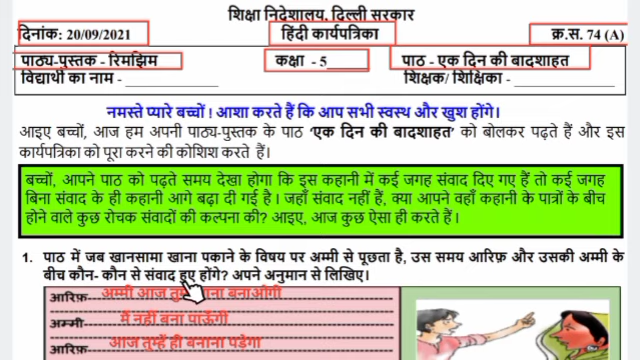 शिक्षा निदेशालय, दिल्ली सरकार
दिनांक: 20/09/2021 हिंदी कार्यपत्रिका क्र.स. 74 (A)
पाठ्य-पुस्तक - रिमझिम कक्षा - 5 पाठ - एक दिन की बादशाहत
विद्यार्थी का नाम - शिक्षक/ शिक्षिका -
नमस्ते प्यारे बच्चों ! आशा करते हैं कि आप सभी स्वस्थ और खुश होंगे।
आइए बच्चों, आज हम अपनी पाठ्य-पुस्तक के पाठ ‘एक दिन की बादशाहत’ को बोलकर पढ़ते हैं और इस
कार्यपत्रिका को पूरा करने की कोशिश करते हैं।
बच्चों, आपने पाठ को पढ़ते समय देखा होगा कि इस कहानी में कई जगह संवाद दिए गए हैं तो कई जगह
बिना संवाद के ही कहानी आगे बढ़ा दी गई है। जहाँ संवाद नहीं हैं, क्या आपने वहाँ कहानी के पात्रों के बीच
होने वाले कुछ रोचक संवादों की कल्पना की? आइए, आज कुछ ऐसा ही करते हैं।
1. पाठ में जब खानसामा खाना पकाने के विषय पर अम्मी से पूछता है, उस समय आरिफ़ और उसकी अम्मी के
बीच कौन- कौन से संवाद हुए होंगे? अपने अनुमान से लिखिए।
आरिफ़ अम्मी आज बनाओगी
अम्मी मैं नहीं बना पाऊँगी
आरिफ़ आज तुम्हें ही बनाना पड़ेगा